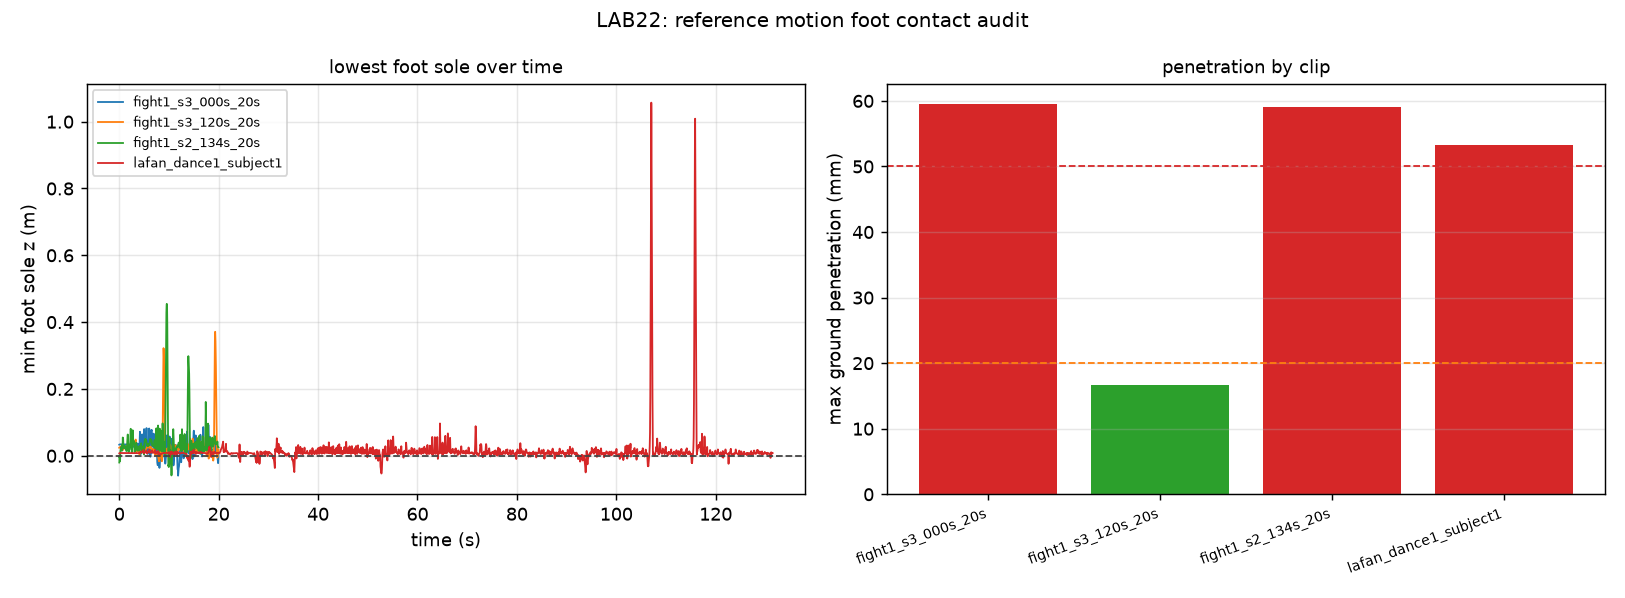 LAB22: reference motion foot contact audit
lowest foot sole over time
min foot sole z (m)
1.0
0.8
0.6
0.4
0.2
0.0
fight1_s3_000s_20s
fight1_s3_120s_20s
fight1_s2_134s_20s
lafan_dance1_subject1
0 20 40 60 80 100 120
time (s)
penetration by clip
max ground penetration (mm)
60
50
40
30
20
10
0
fight1_s3_000s_20s
fight1_s3_120s_20s
fight1_s2_134s_20s
lafan_dance1_subject1